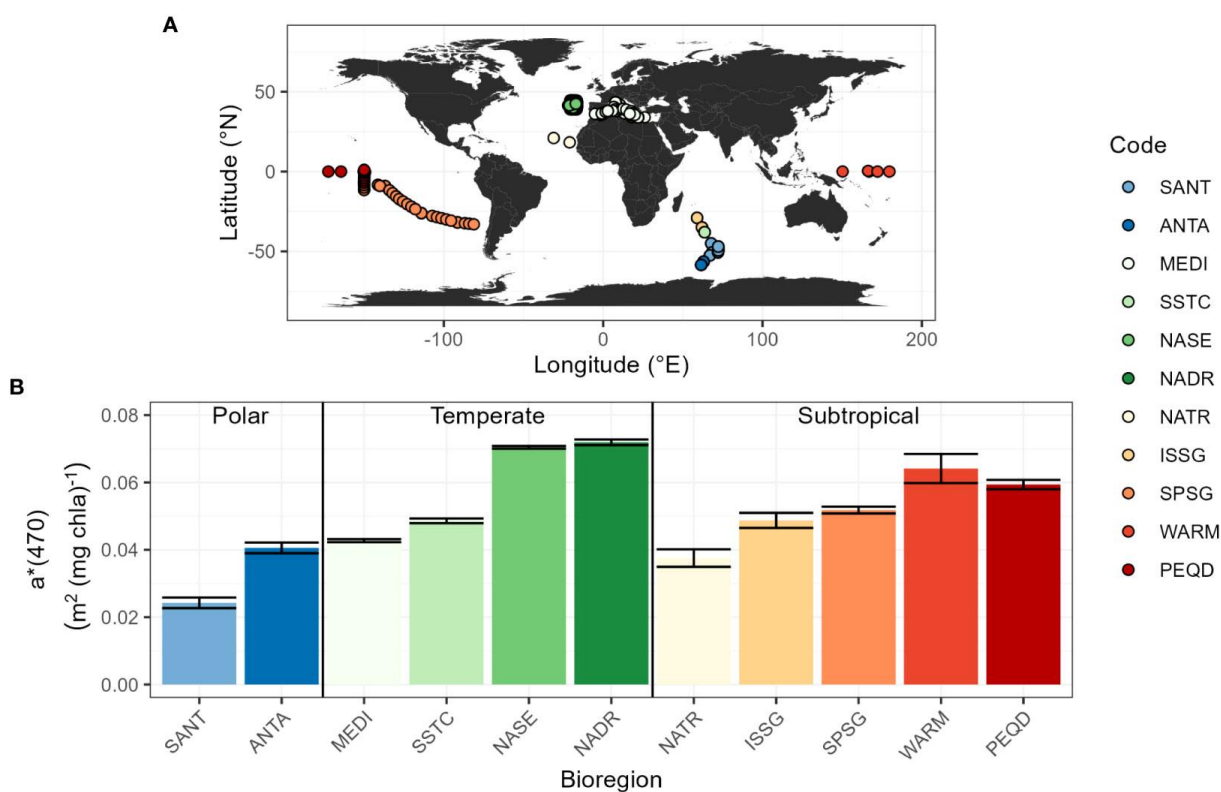 A
Latitude (°N)
50
0
-50
-100
0
100
200
Longitude (°E)
Code
SANT
ANTA
MEDI
SSTC
NASE
NADR
NATR
ISSG
SPSG
WARM
PEQD
B
Polar
Temperate
Subtropical
a*(470)
(m² (mg chla)⁻¹)
0.08
0.06
0.04
0.02
0.00
SANT
ANTA
MEDI
SSTC
NASE
NADR
NATR
ISSG
SPSG
WARM
PEQD
Bioregion